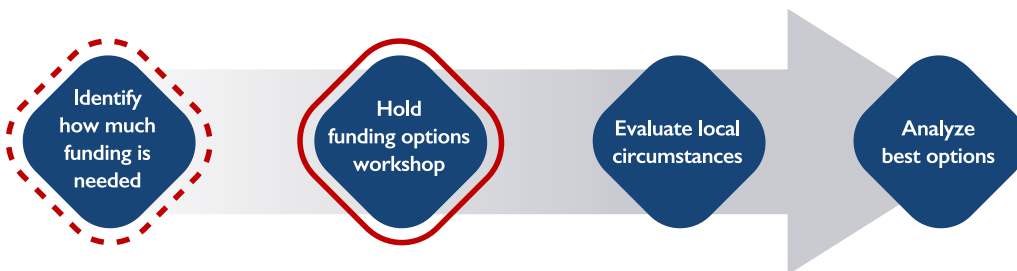 Identify
how much
funding is
needed
Hold
funding options
workshop
Evaluate local
circumstances
Analyze
best options